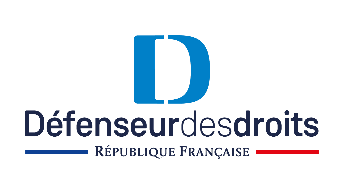 D
Défenseurdesdroits
RÉPUBLIQUE FRANÇAISE